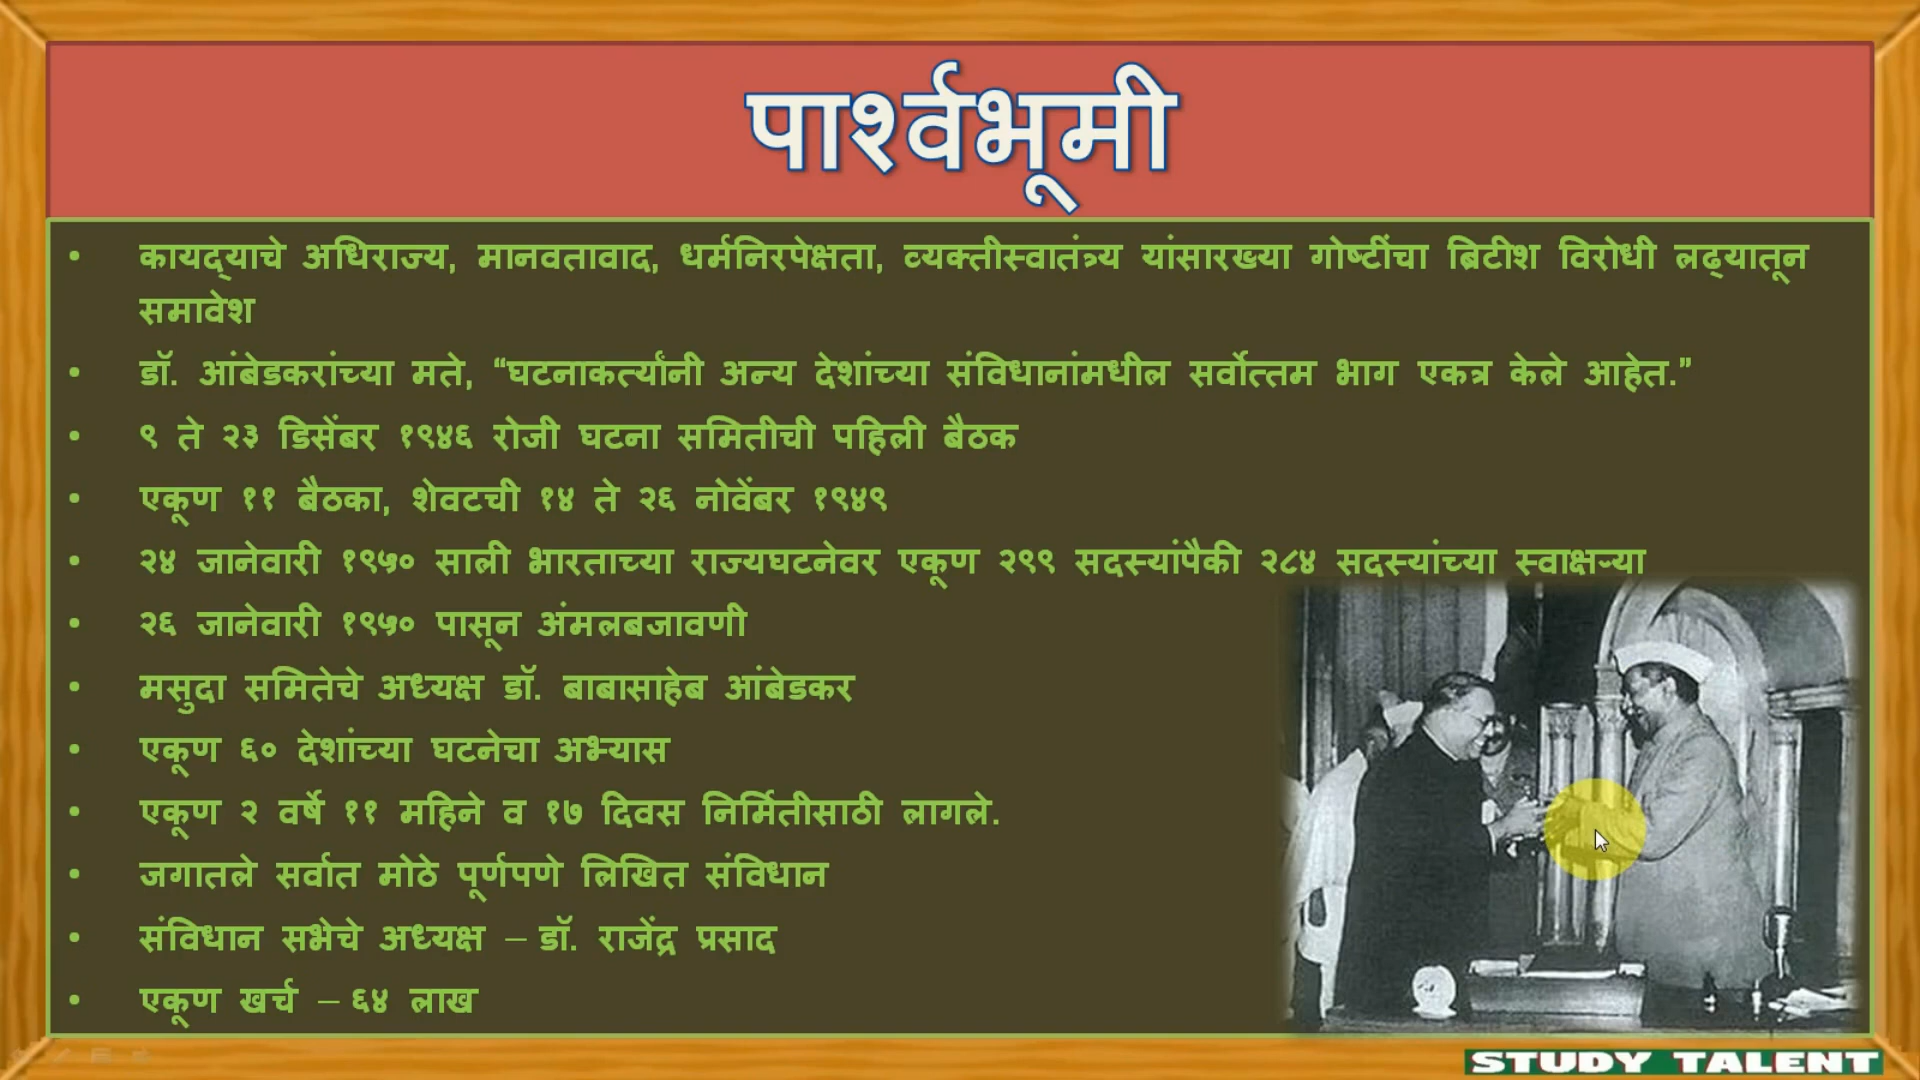 पार्श्वभूमी
• कायद्याचे अधिराज्य, मानवतावाद, धर्मनिरपेक्षता, व्यक्तीस्वातंत्र्य यांसारख्या गोष्टींचा ब्रिटीश विरोधी लढ्यातून
समावेश
• डॉ. आंबेडकरांच्या मते, “घटनाकर्त्यांनी अन्य देशांच्या संविधानांमधील सर्वोत्तम भाग एकत्र केले आहेत.”
• ९ ते २३ डिसेंबर १९४६ रोजी घटना समितीची पहिली बैठक
• एकूण ११ बैठका, शेवटची १४ ते २६ नोवेंबर १९४९
• २४ जानेवारी १९५० साली भारताच्या राज्यघटनेवर एकूण २९९ सदस्यांपैकी २८४ सदस्यांच्या स्वाक्षऱ्या
• २६ जानेवारी १९५० पासून अंमलबजावणी
• मसुदा समितेचे अध्यक्ष डॉ. बाबासाहेब आंबेडकर
• एकूण ६० देशांच्या घटनेचा अभ्यास
• एकूण २ वर्षे ११ महिने व १७ दिवस निर्मितीसाठी लागले.
• जगातले सर्वात मोठे पूर्णपणे लिखित संविधान
• संविधान सभेचे अध्यक्ष – डॉ. राजेंद्र प्रसाद
• एकूण खर्च – ६४ लाख
STUDY TALENT